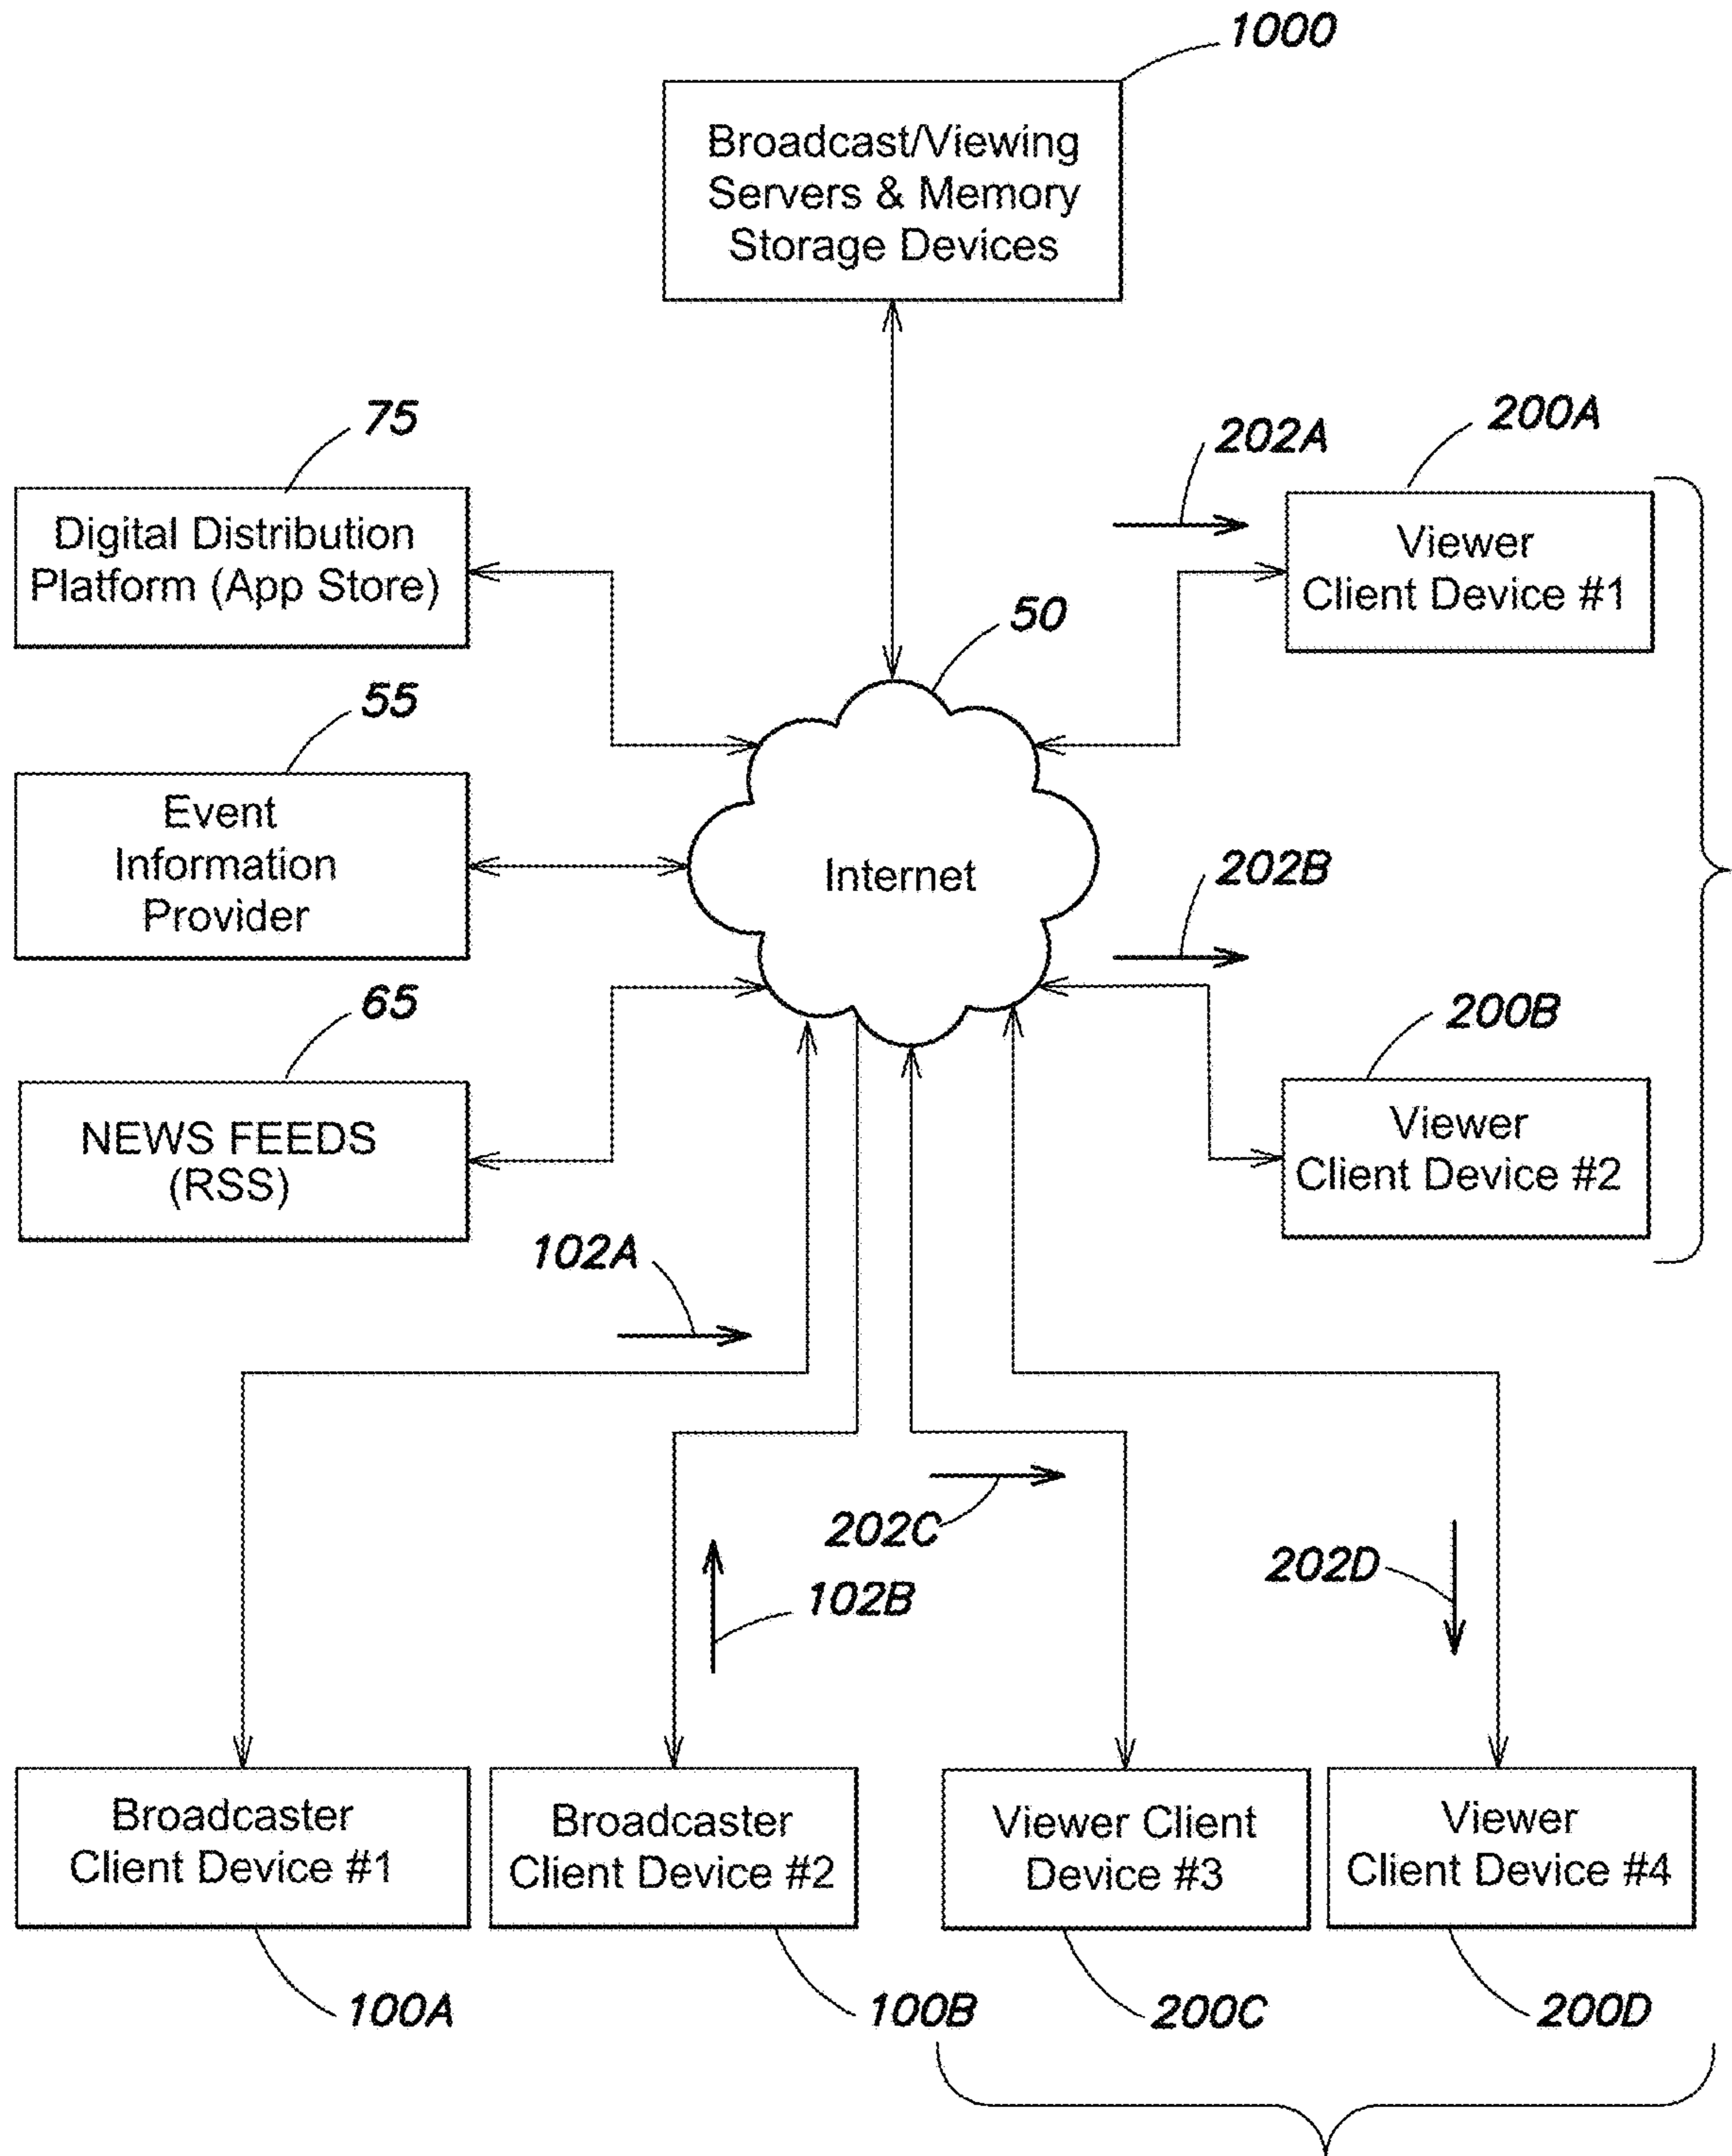 1000
Broadcast/Viewing
Servers & Memory
Storage Devices
75
Digital Distribution
Platform (App Store)
202A
200A
Viewer
Client Device #1
50
55
Event
Information
Provider
Internet
202B
65
NEWS FEEDS
(RSS)
200B
Viewer
Client Device #2
102A
202C
102B
202D
Broadcaster
Client Device #1
Broadcaster
Client Device #2
Viewer Client
Device #3
Viewer
Client Device #4
100A
100B
200C
200D